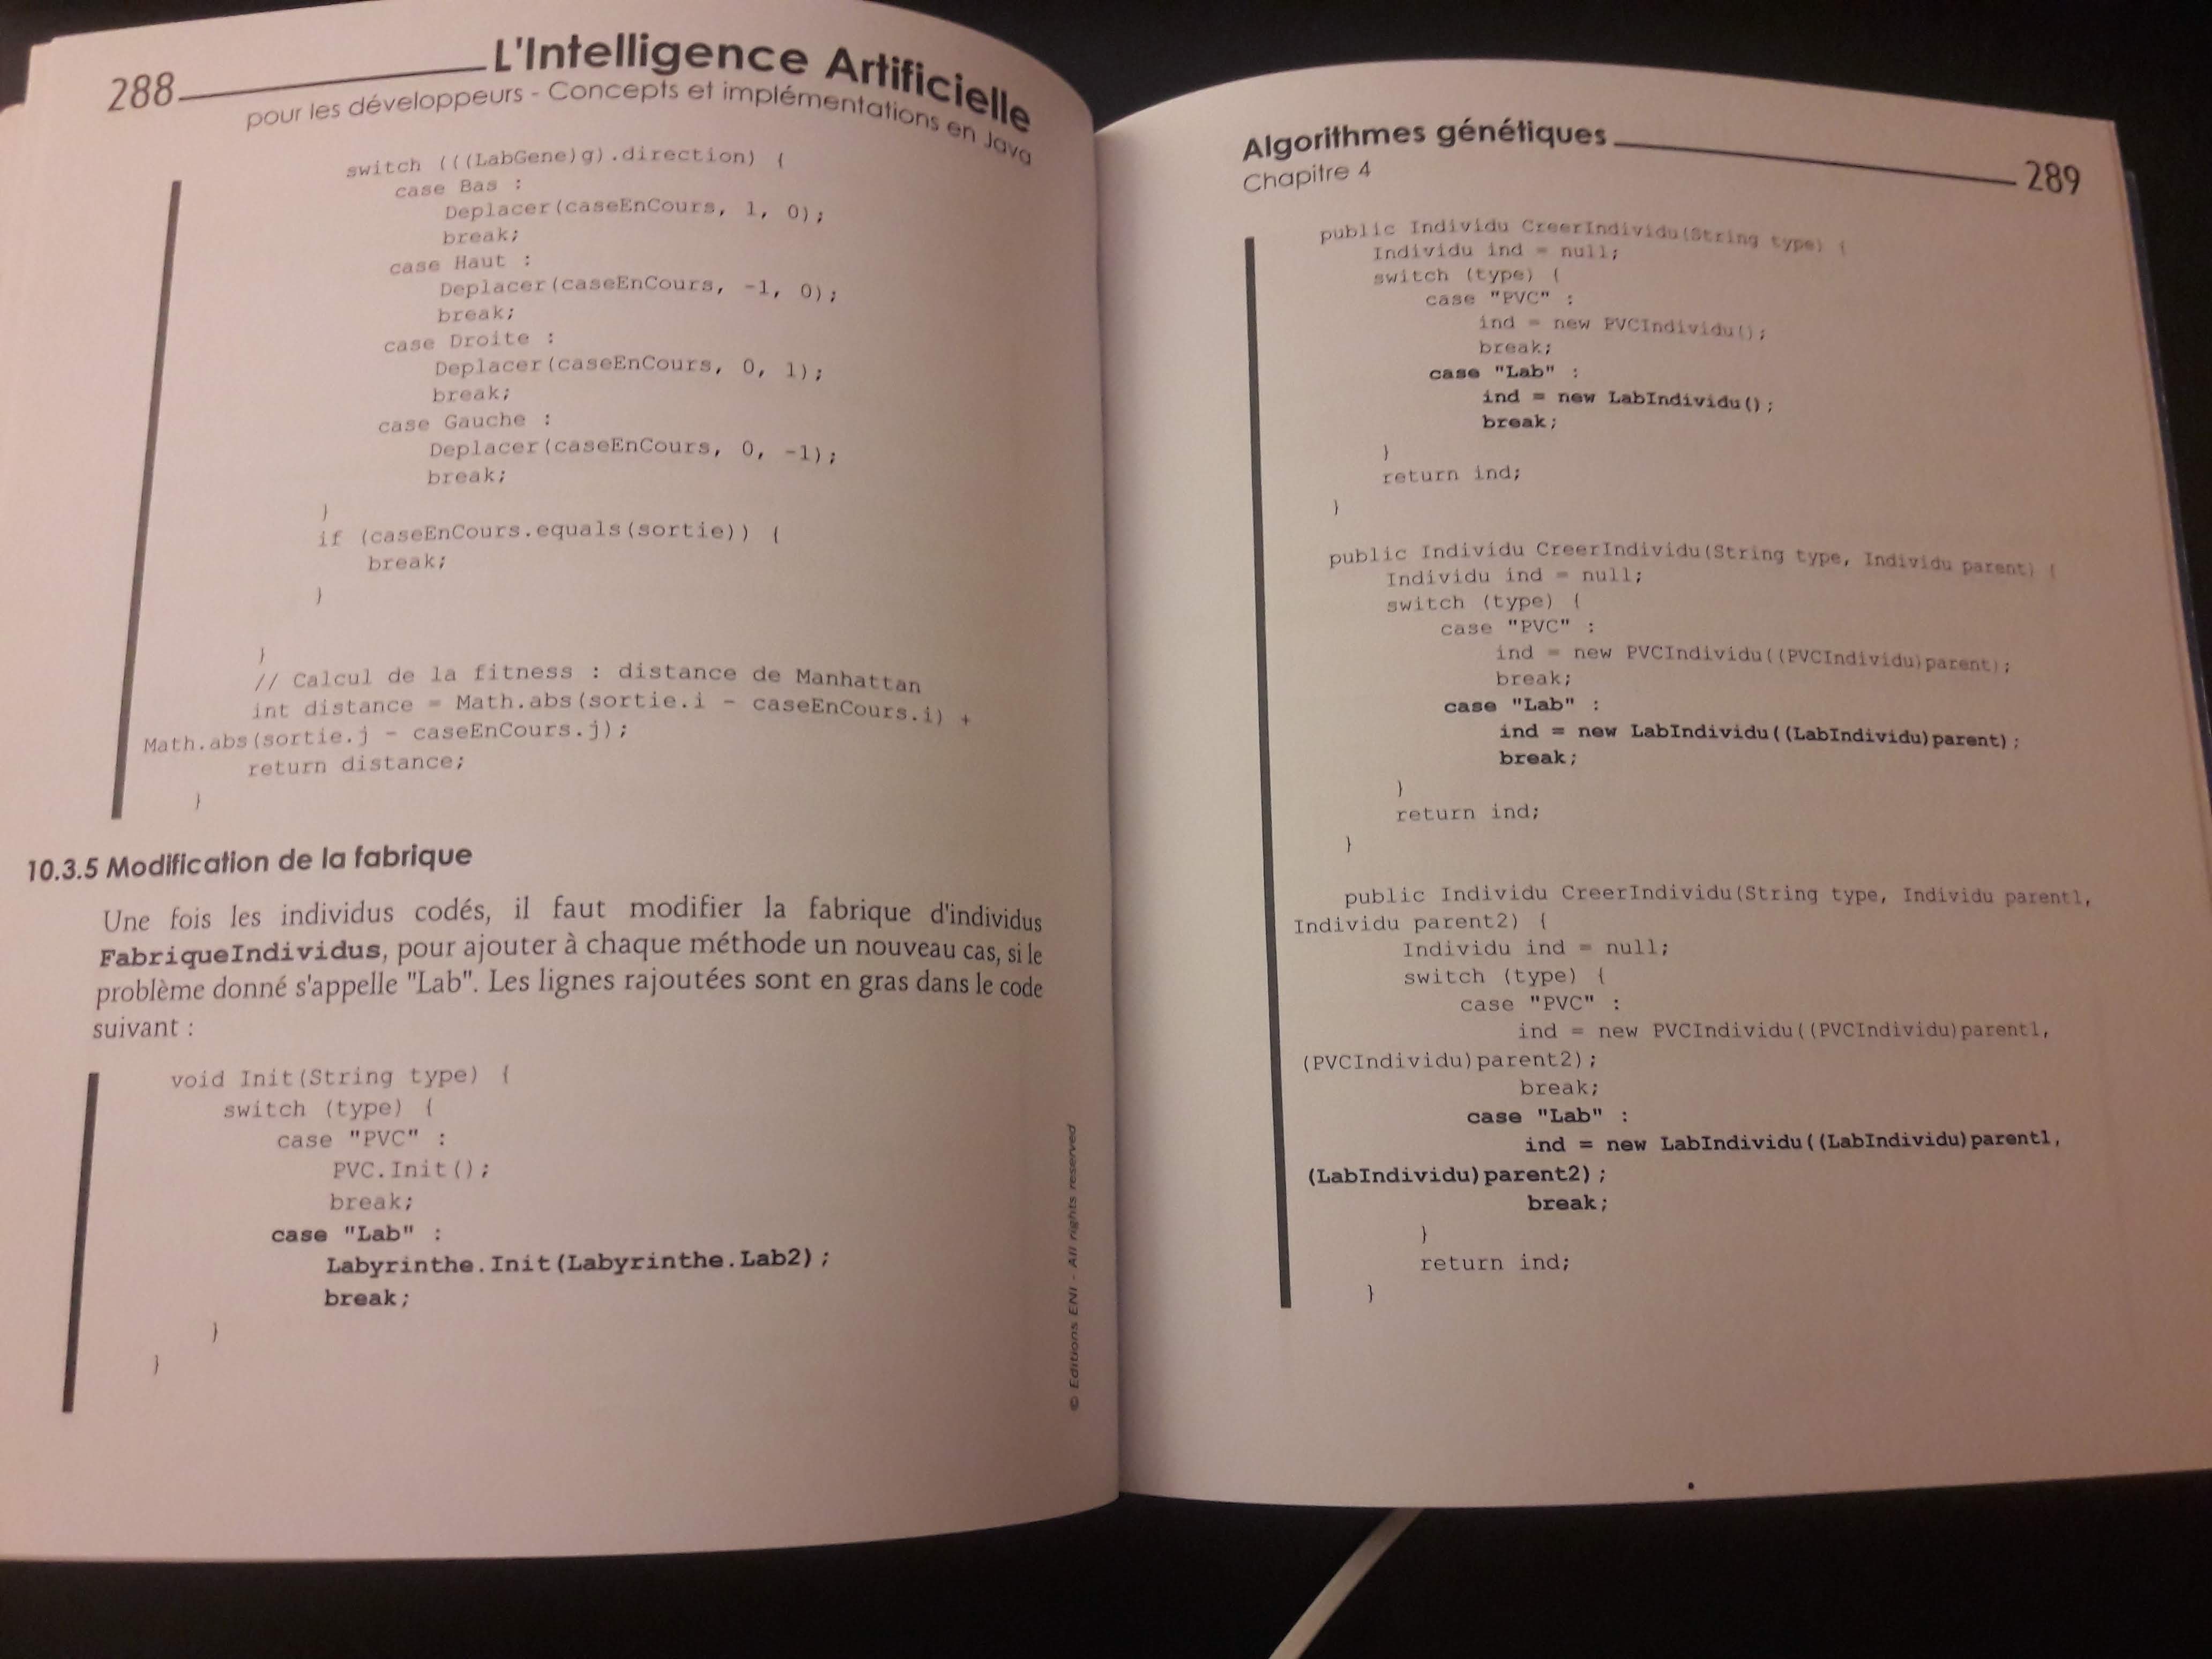 288
L'Intelligence Artificielle
pour les développeurs - Concepts et implémentations en Java
switch (((LabGene)g).direction) {
case Bas :
Deplacer(caseEnCours, 1, 0);
break;
case Haut :
Deplacer(caseEnCours, -1, 0);
break;
case Droite :
Deplacer(caseEnCours, 0, 1);
break;
case Gauche :
Deplacer(caseEnCours, 0, -1);
break;
}
if (caseEnCours.equals(sortie)) {
break;
}
}
// Calcul de la fitness : distance de Manhattan
int distance = Math.abs(sortie.i - caseEnCours.i) +
Math.abs(sortie.j - caseEnCours.j);
return distance;
}
10.3.5 Modification de la fabrique
Une fois les individus codés, il faut modifier la fabrique d'individus
FabriqueIndividus, pour ajouter à chaque méthode un nouveau cas, si le
problème donné s'appelle "Lab". Les lignes rajoutées sont en gras dans le code
suivant :
void Init(String type) {
switch (type) {
case "PVC" :
PVC.Init();
break;
case "Lab" :
Labyrinthe.Init(Labyrinthe.Lab2);
break;
}
}
© Editions ENI - All rights reserved
Algorithmes génétiques
Chapitre 4
289
public Individu CreerIndividu(String type) {
Individu ind = null;
switch (type) {
case "PVC" :
ind = new PVCIndividu();
break;
case "Lab" :
ind = new LabIndividu();
break;
}
return ind;
}
public Individu CreerIndividu(String type, Individu parent) {
Individu ind = null;
switch (type) {
case "PVC" :
ind = new PVCIndividu((PVCIndividu)parent);
break;
case "Lab" :
ind = new LabIndividu((LabIndividu)parent);
break;
}
return ind;
}
public Individu CreerIndividu(String type, Individu parent1,
Individu parent2) {
Individu ind = null;
switch (type) {
case "PVC" :
ind = new PVCIndividu((PVCIndividu)parent1,
(PVCIndividu)parent2);
break;
case "Lab" :
ind = new LabIndividu((LabIndividu)parent1,
(LabIndividu)parent2);
break;
}
return ind;
}